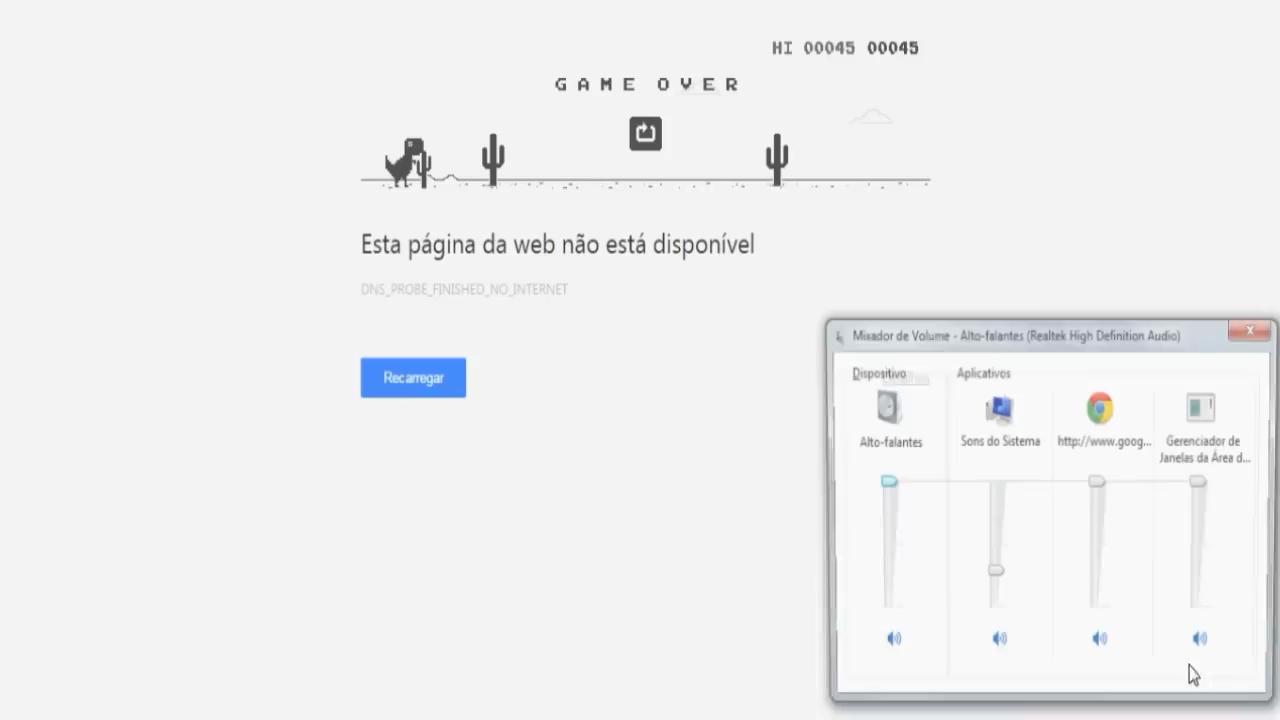 HI 00045 00045
GAME OVER
Esta página da web não está disponível
DNS_PROBE_FINISHED_NO_INTERNET
Recarregar
Mixador de Volume - Alto-falantes (Realtek High Definition Audio)
Dispositivo
Aplicativos
Alto-falantes
Sons do Sistema
http://www.goog...
Gerenciador de
Janelas da Área d...